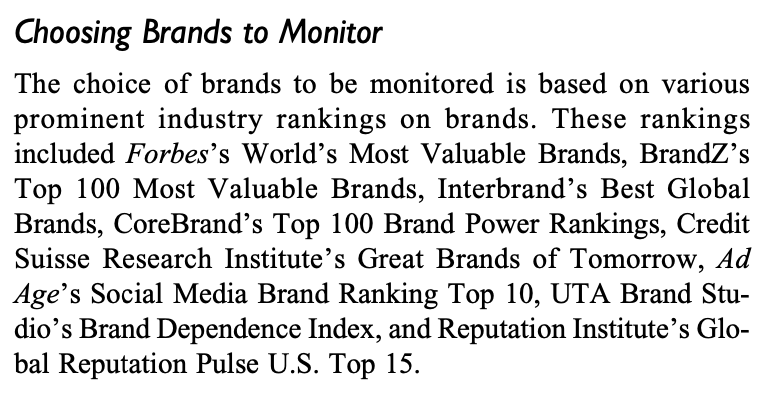 Choosing Brands to Monitor
The choice of brands to be monitored is based on various
prominent industry rankings on brands. These rankings
included Forbes’s World’s Most Valuable Brands, BrandZ’s
Top 100 Most Valuable Brands, Interbrand’s Best Global
Brands, CoreBrand’s Top 100 Brand Power Rankings, Credit
Suisse Research Institute’s Great Brands of Tomorrow, Ad
Age’s Social Media Brand Ranking Top 10, UTA Brand Stu-
dio’s Brand Dependence Index, and Reputation Institute’s Glo-
bal Reputation Pulse U.S. Top 15.